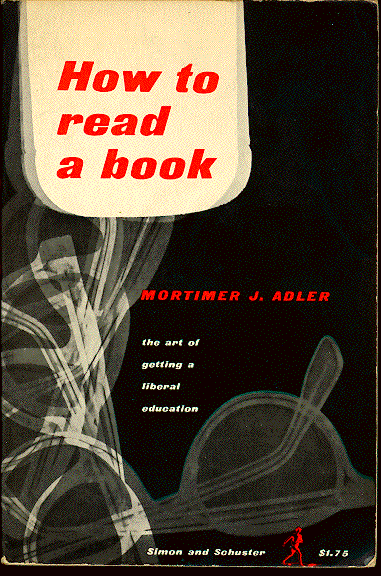 How to
read
a book
MORTIMER J. ADLER
the art of
getting a
liberal
education
Simon and Schuster
$1.75